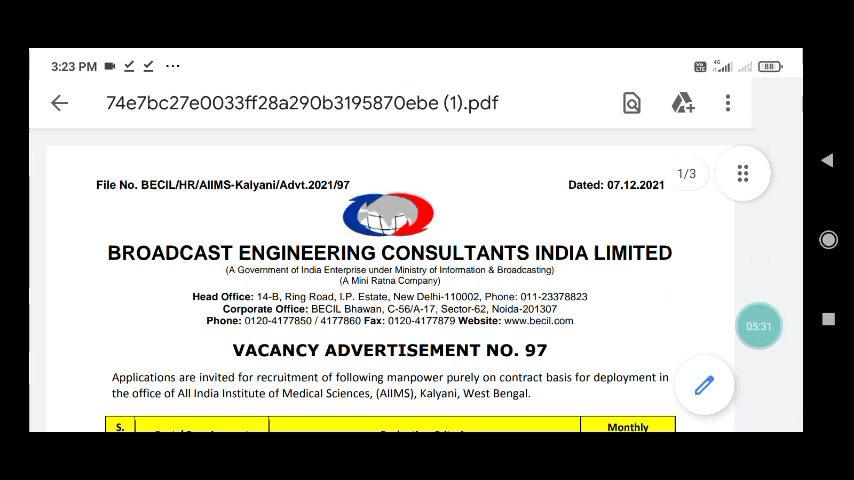 3:23 PM
4G
88
74e7bc27e0033ff28a290b3195870ebe (1).pdf
1/3
File No. BECIL/HR/AIIMS-Kalyani/Advt.2021/97 Dated: 07.12.2021
BROADCAST ENGINEERING CONSULTANTS INDIA LIMITED
(A Government of India Enterprise under Ministry of Information & Broadcasting)
(A Mini Ratna Company)
Head Office: 14-B, Ring Road, I.P. Estate, New Delhi-110002, Phone: 011-23378823
Corporate Office: BECIL Bhawan, C-56/A-17, Sector-62, Noida-201307
Phone: 0120-4177850 / 4177860 Fax: 0120-4177879 Website: www.becil.com
05:31
VACANCY ADVERTISEMENT NO. 97
Applications are invited for recruitment of following manpower purely on contract basis for deployment in
the office of All India Institute of Medical Sciences, (AIIMS), Kalyani, West Bengal.
S. Monthly